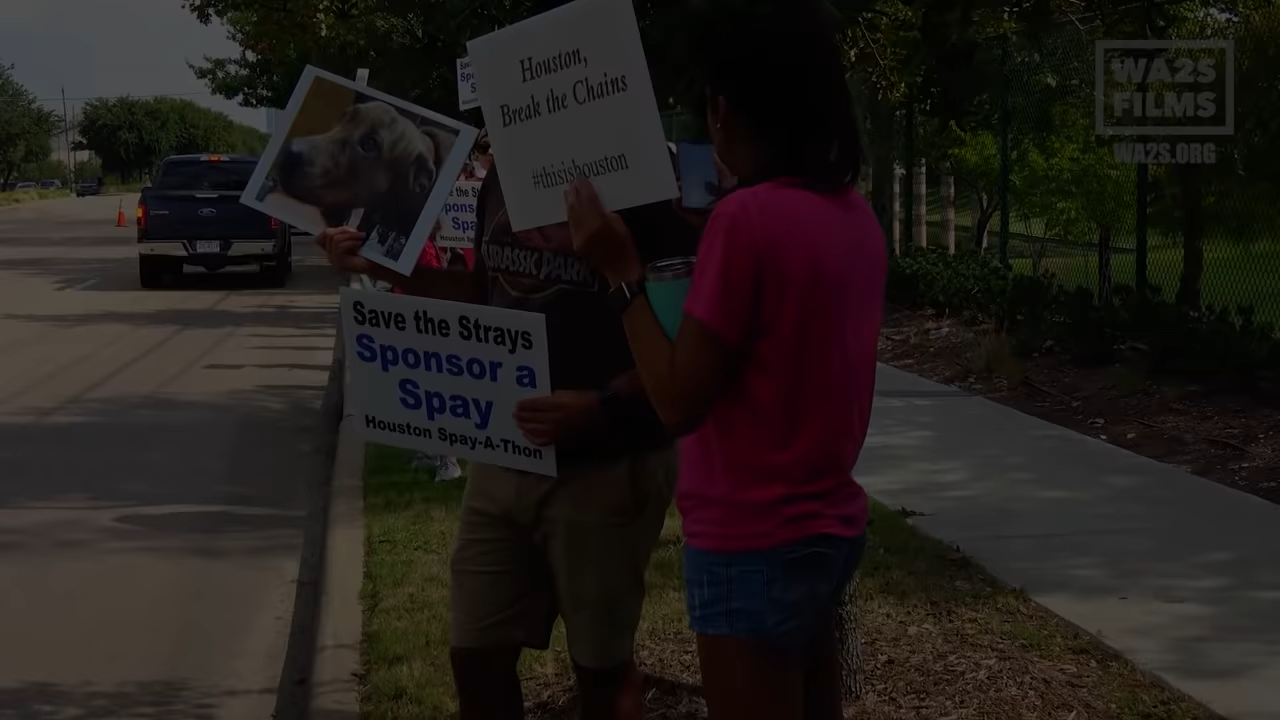 WA2S
FILMS
WA2S.ORG
Houston,
Break the Chains
#thisishouston
JURASSIC PARK
Save the Strays
Sponsor a
Spay
Houston Spay-A-Thon